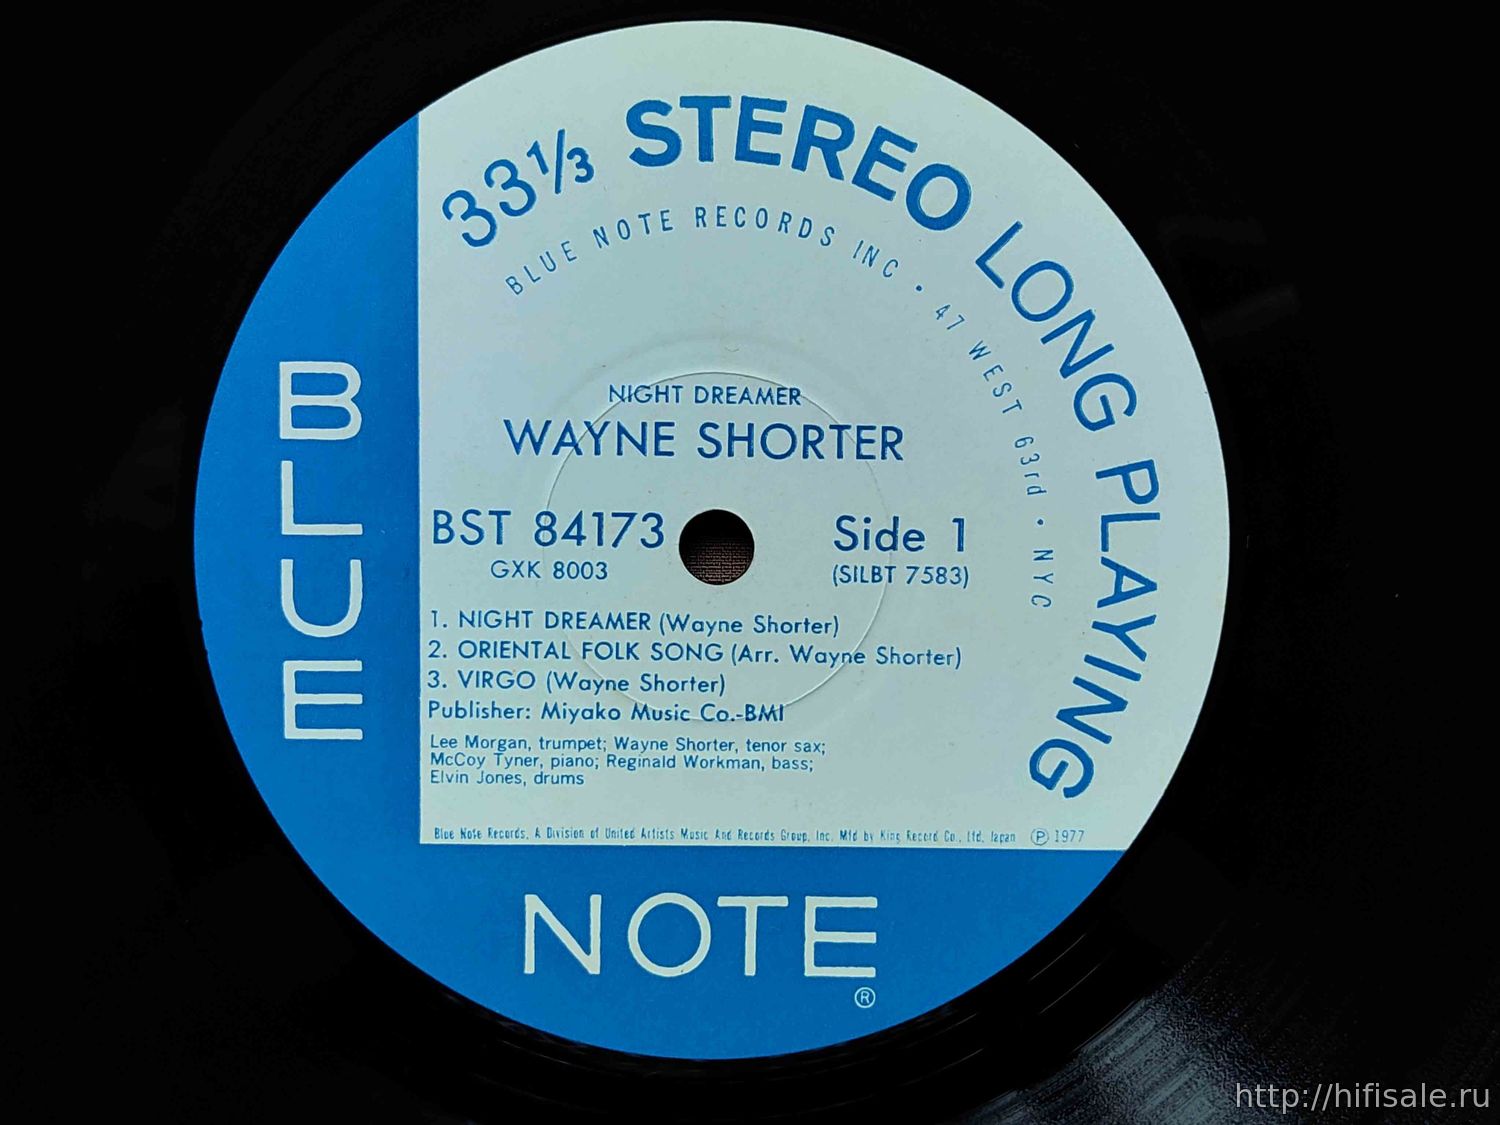 33⅓ STEREO LONG PLAYING
BLUE NOTE RECORDS INC • 47 WEST 63rd • NYC
NIGHT DREAMER
WAYNE SHORTER
BST 84173
GXK 8003
Side 1
(SILBT 7583)
1. NIGHT DREAMER (Wayne Shorter)
2. ORIENTAL FOLK SONG (Arr. Wayne Shorter)
3. VIRGO (Wayne Shorter)
Publisher: Miyako Music Co.-BMI
Lee Morgan, trumpet; Wayne Shorter, tenor sax;
McCoy Tyner, piano; Reginald Workman, bass;
Elvin Jones, drums
Blue Note Records, A Division of United Artists Music And Records Group, Inc. Mfd by King Record Co., Ltd. Japan Ⓟ 1977
BLUE
NOTE
®
http://hifisale.ru